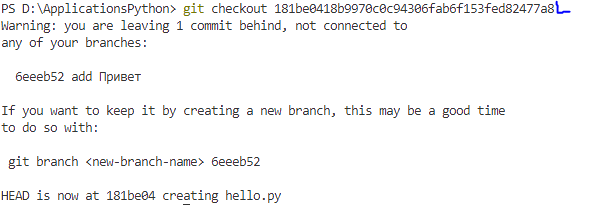 PS D:\ApplicationsPython> git checkout 181be0418b9970c0c94306fab6f153fed82477a8
Warning: you are leaving 1 commit behind, not connected to
any of your branches:
6eeeb52 add Привет
If you want to keep it by creating a new branch, this may be a good time
to do so with:
git branch <new-branch-name> 6eeeb52
HEAD is now at 181be04 creating hello.py